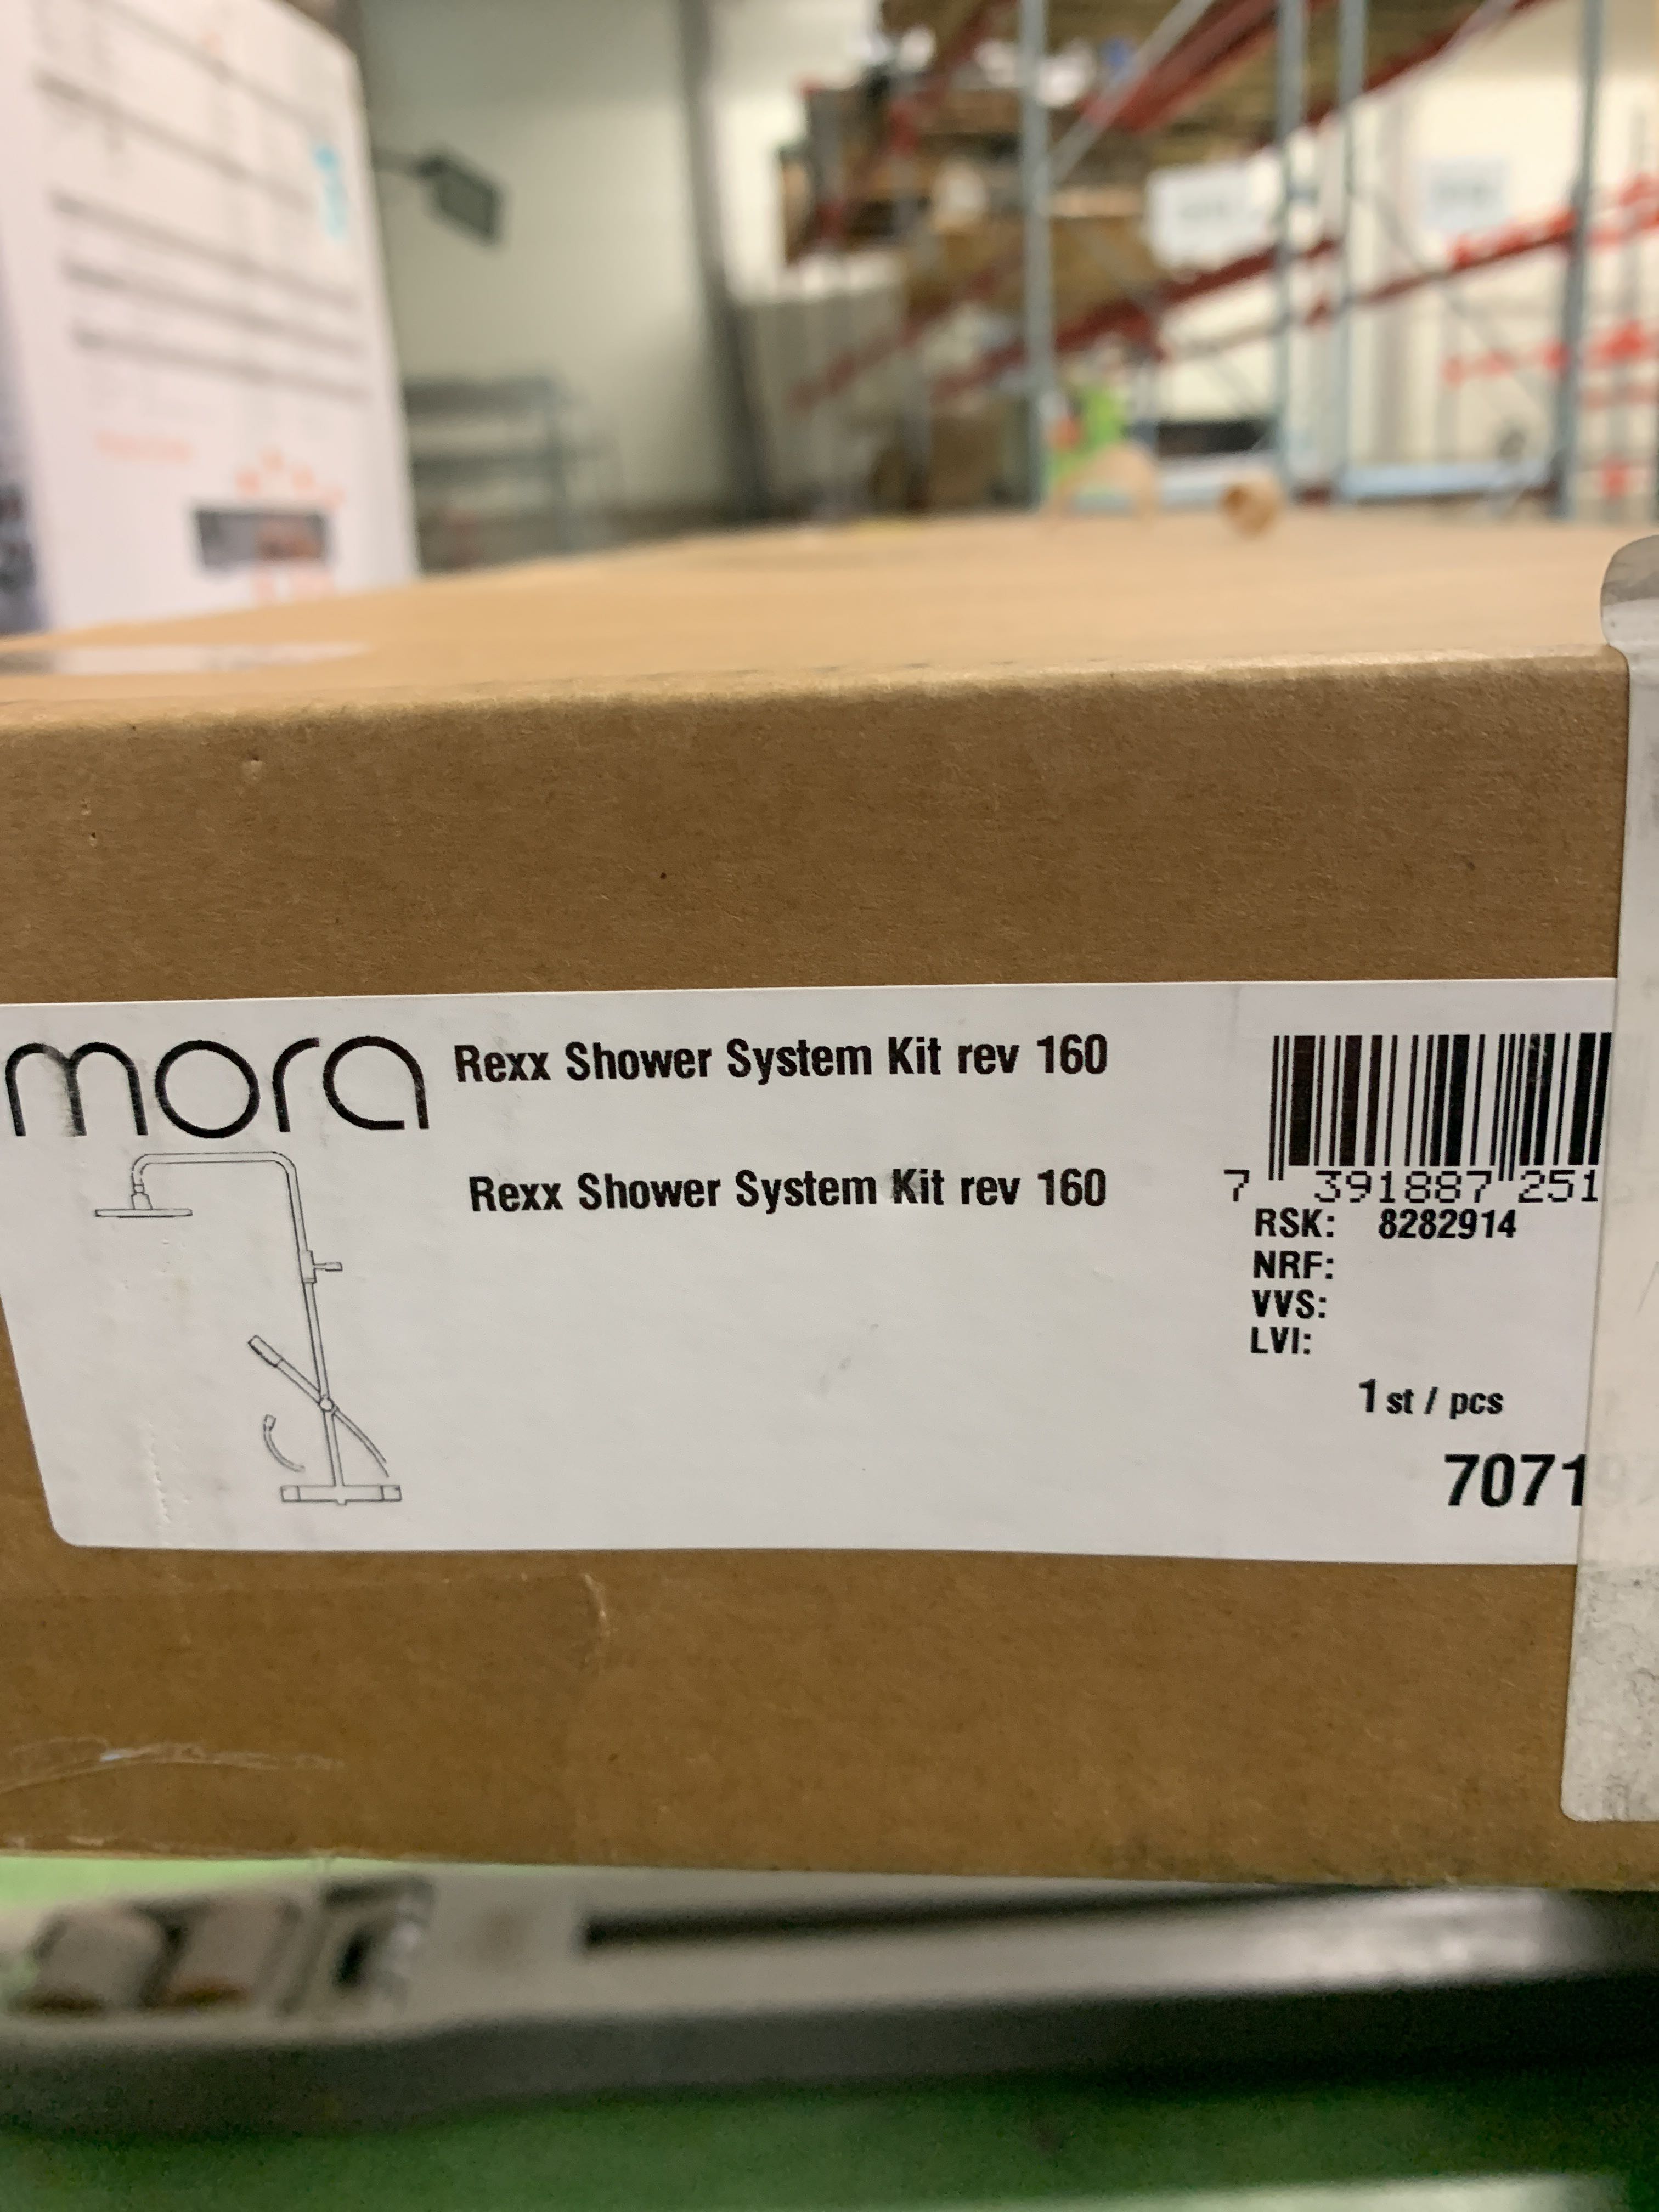 mora
Rexx Shower System Kit rev 160
Rexx Shower System Kit rev 160
7 391887 251
RSK: 8282914
NRF:
VVS:
LVI:
1 st / pcs
7071